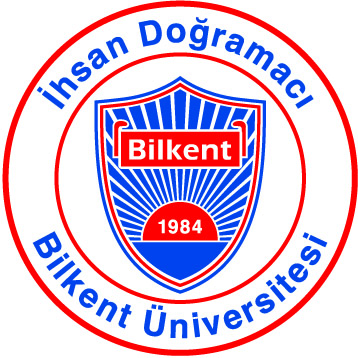 İhsan Doğramacı
Bilkent
1984
Bilkent Üniversitesi